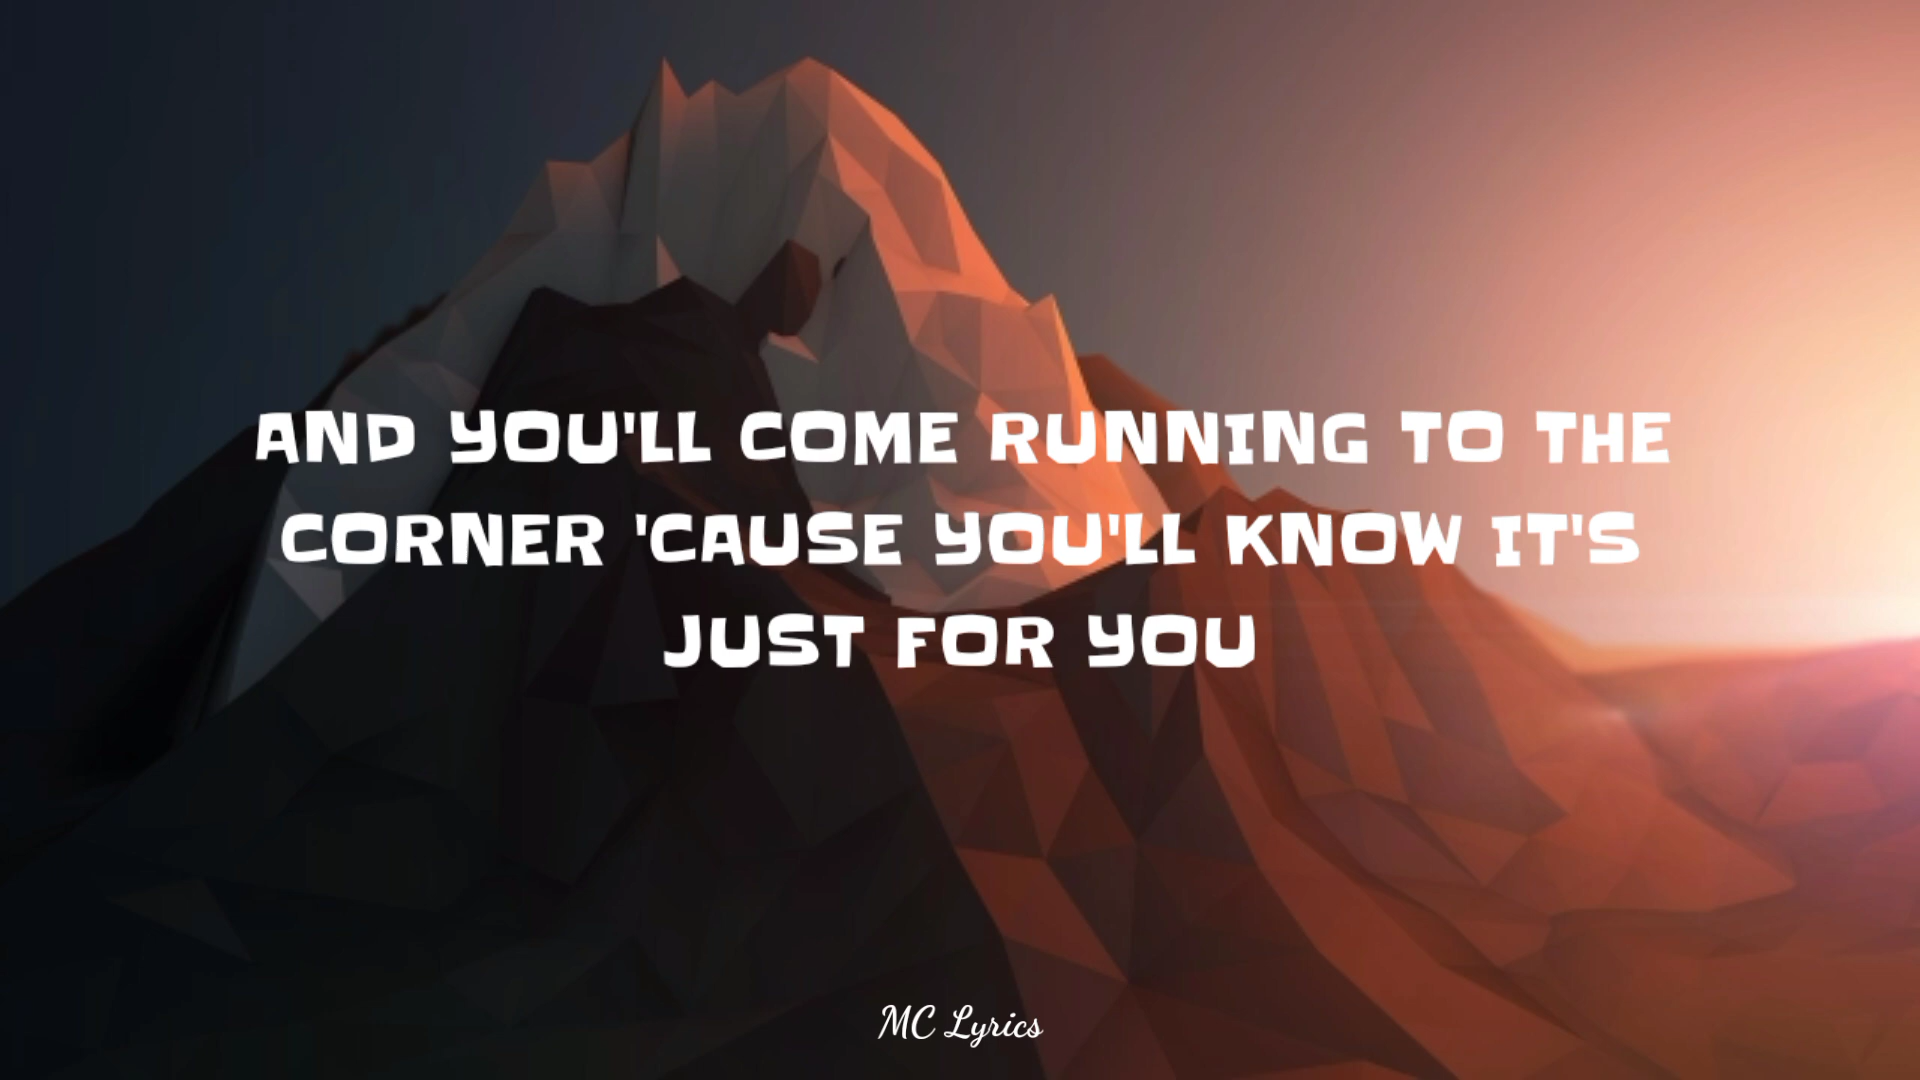 AND YOU'LL COME RUNNING TO THE
CORNER 'CAUSE YOU'LL KNOW IT'S
JUST FOR YOU
MC Lyrics